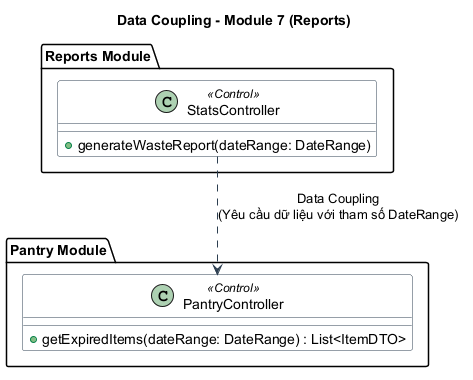 Data Coupling - Module 7 (Reports)
Reports Module
«Control»
C StatsController
generateWasteReport(dateRange: DateRange)
Data Coupling
(Yêu cầu dữ liệu với tham số DateRange)
Pantry Module
«Control»
C PantryController
getExpiredItems(dateRange: DateRange) : List<ItemDTO>